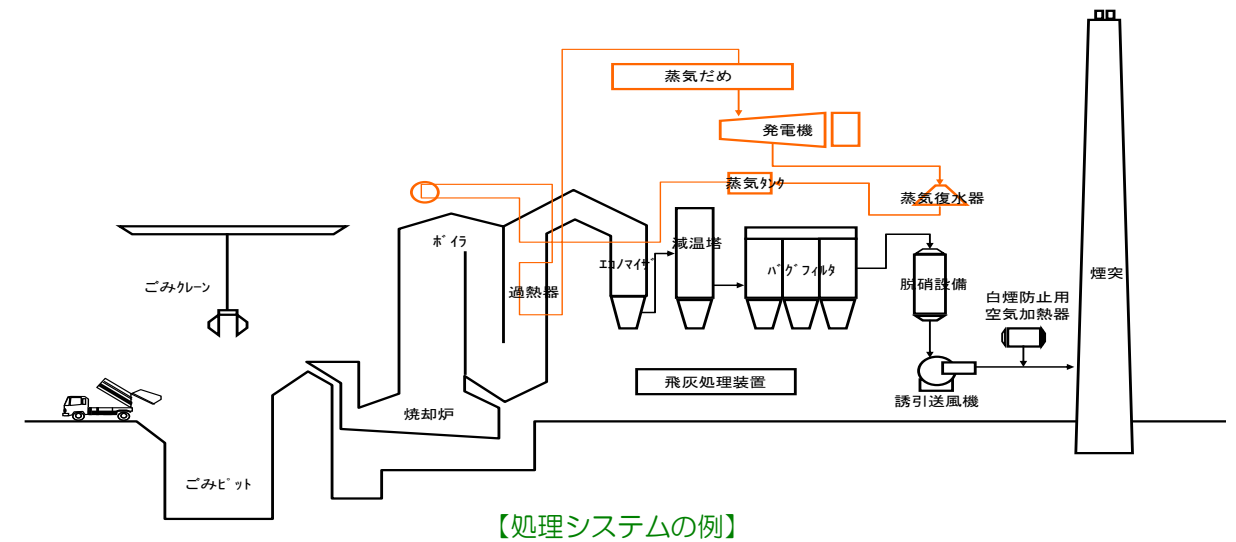 蒸気だめ
発電機
蒸気ﾀﾝｸ
蒸気復水器
ﾎﾞｲﾗ
ｴｺﾉﾏｲｻﾞ
減温塔
ﾊﾞｸﾞﾌｨﾙﾀ
脱硝設備
煙突
ごみｸﾚｰﾝ
過熱器
白煙防止用
空気加熱器
飛灰処理装置
誘引送風機
焼却炉
ごみﾋﾟｯﾄ
【処理システムの例】